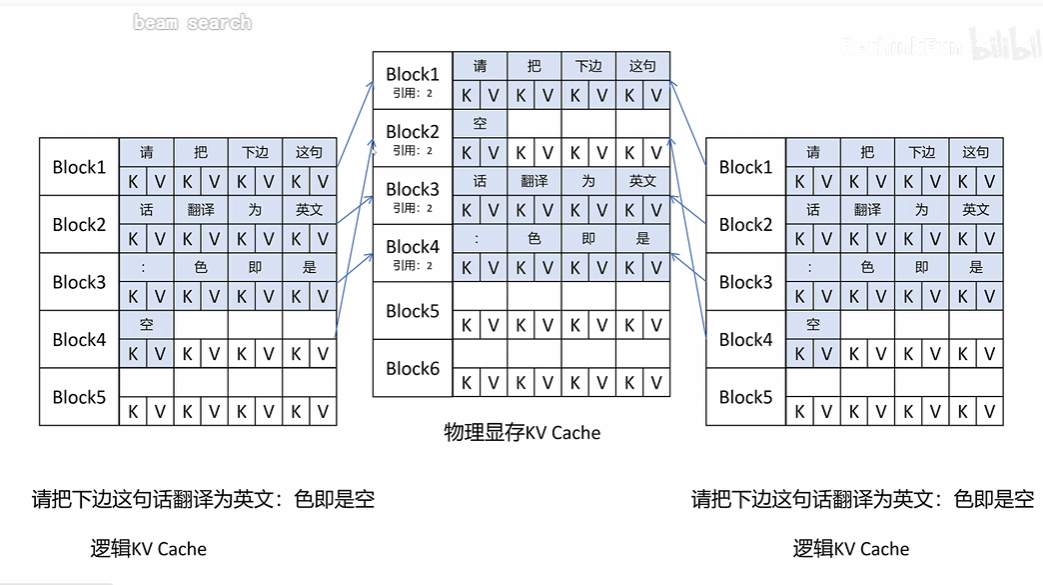 beam search
bilibili
Block1
引用：2
请 把 下边 这句
K V K V K V K V
Block2
引用：2
空
K V K V K V K V
Block3
引用：2
话 翻译 为 英文
K V K V K V K V
Block4
引用：2
： 色 即 是
K V K V K V K V
Block5
K V K V K V K V
Block6
K V K V K V K V
物理显存KV Cache
Block1
请 把 下边 这句
K V K V K V K V
Block2
话 翻译 为 英文
K V K V K V K V
Block3
： 色 即 是
K V K V K V K V
Block4
空
K V K V K V K V
Block5
K V K V K V K V
请把下边这句话翻译为英文：色即是空
逻辑KV Cache
Block1
请 把 下边 这句
K V K V K V K V
Block2
话 翻译 为 英文
K V K V K V K V
Block3
： 色 即 是
K V K V K V K V
Block4
空
K V K V K V K V
Block5
K V K V K V K V
请把下边这句话翻译为英文：色即是空
逻辑KV Cache